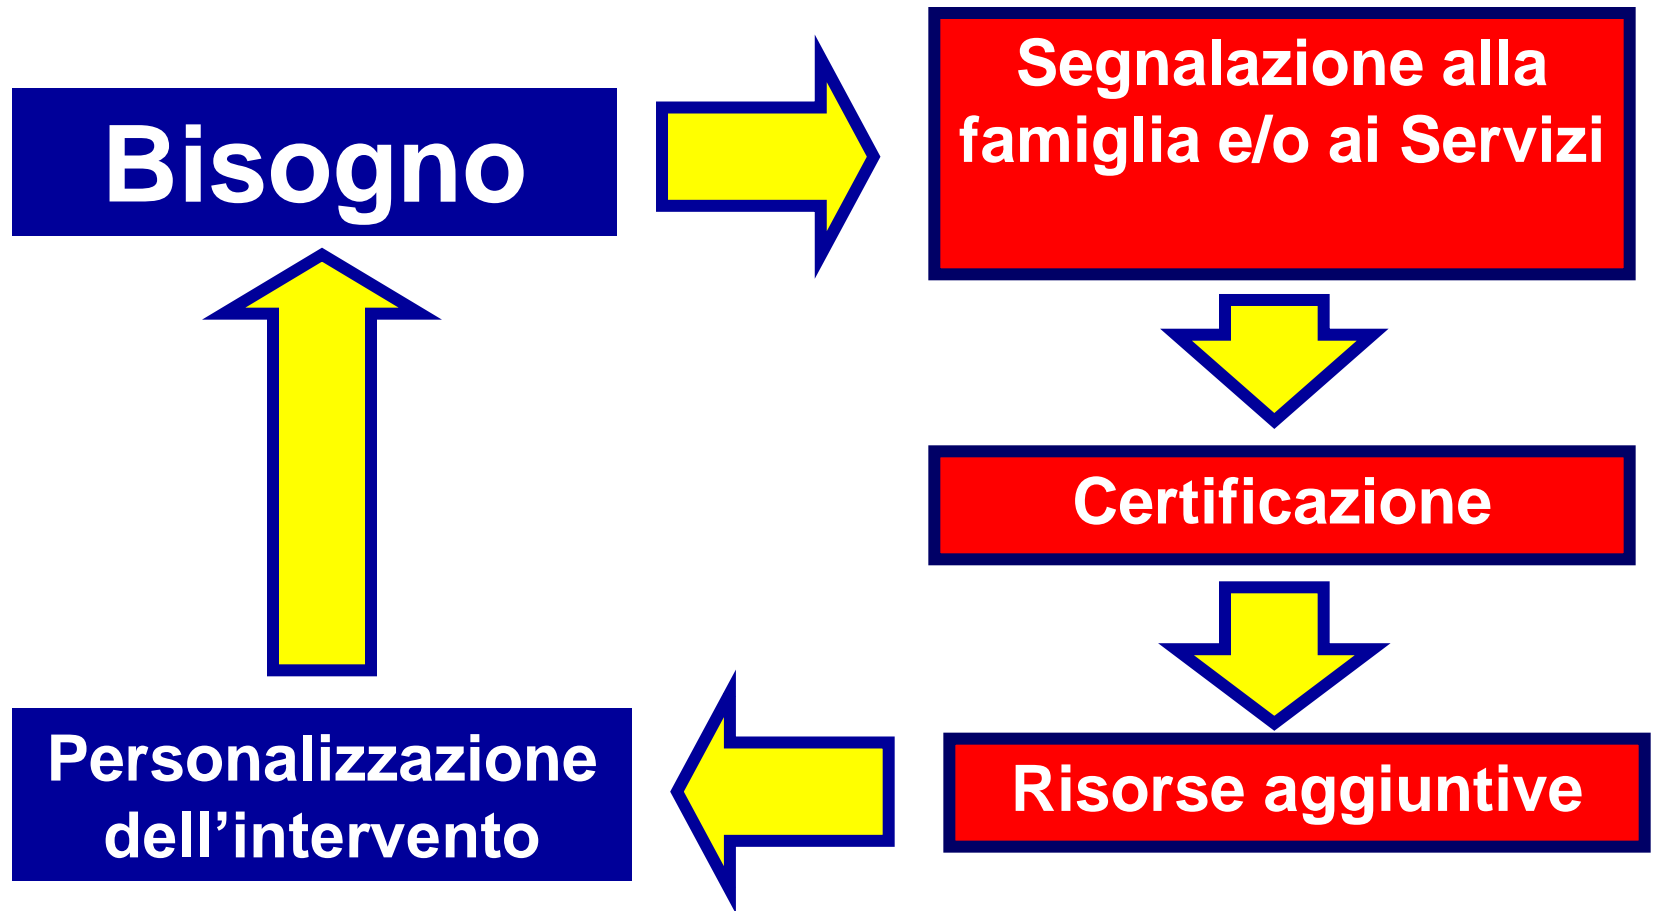 Bisogno
Segnalazione alla
famiglia e/o ai Servizi
Certificazione
Risorse aggiuntive
Personalizzazione
dell’intervento